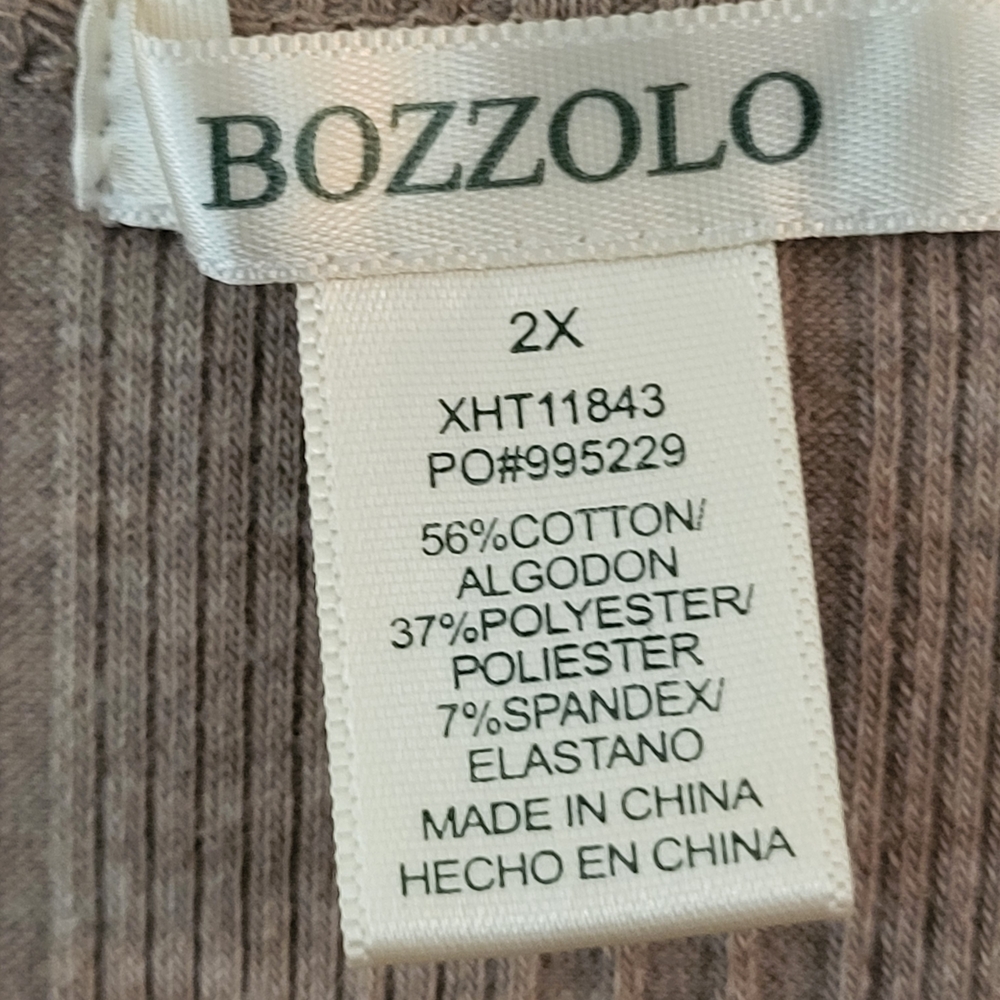 BOZZOLO
2X
XHT11843
PO#995229
56%COTTON/
ALGODON
37%POLYESTER/
POLIESTER
7%SPANDEX/
ELASTANO
MADE IN CHINA
HECHO EN CHINA